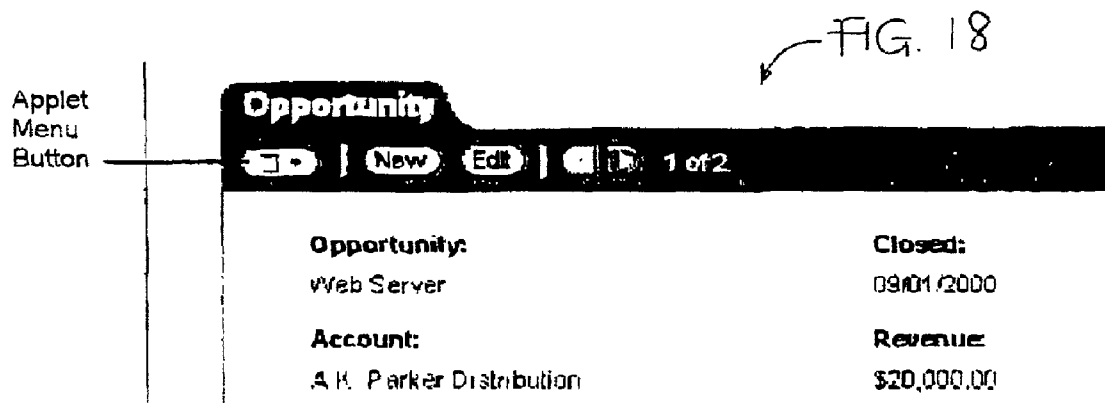 FIG. 18
Applet
Menu
Button
Opportunity
New Edit 1 of 2
Opportunity: Closed:
Web Server 09/01/2000
Account: Revenue:
A.K. Parker Distribution $20,000.00